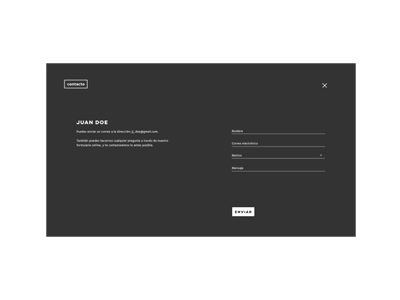 contacto
JUAN DOE
Puedes enviar un correo a la dirección jj_doe@gmail.com
También puedes hacernos cualquier pregunta a través de nuestro
formulario online, y te contestaremos lo antes posible.
Nombre
Correo electrónico
Motivo
Mensaje
ENVIAR